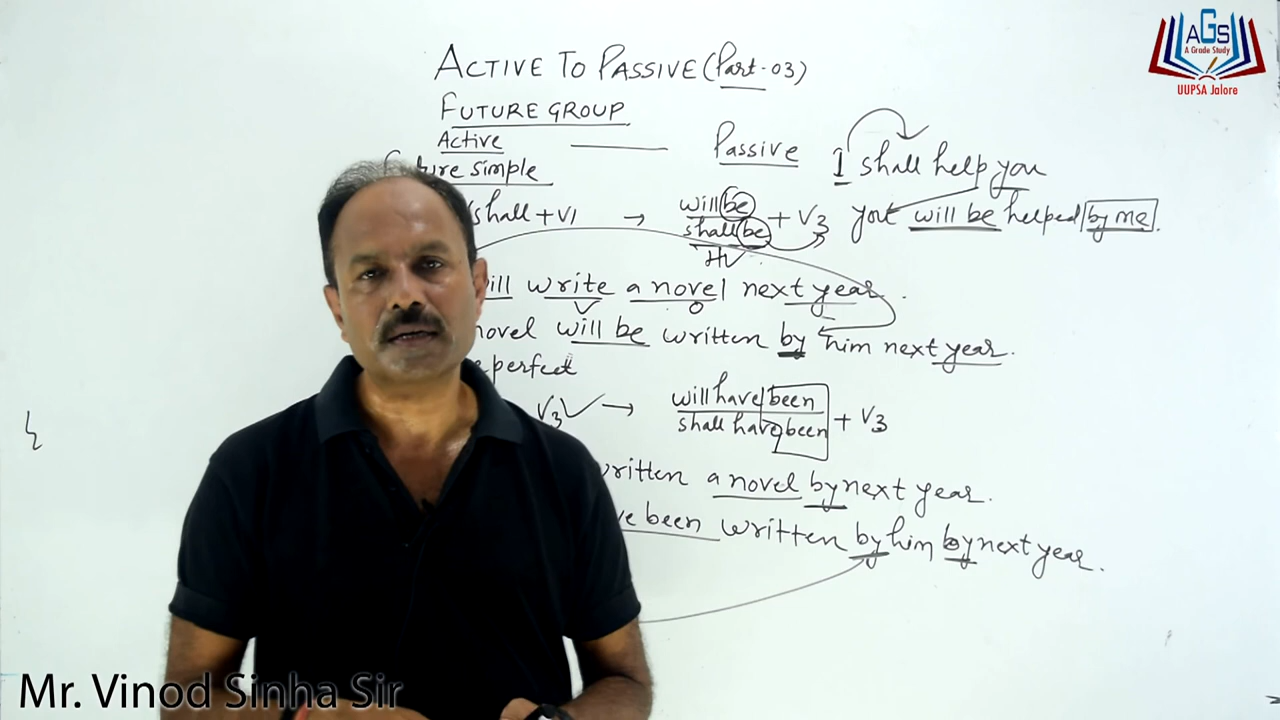 AGS
A Grade Study
UUPSA Jalore
ACTIVE TO PASSIVE (Part-03)
FUTURE GROUP
Active Passive
simple
I shall help you
/shall + V1 → will be
shall be + V3
HV
you will be helped by me.
will write a novel next year.
V O
novel will be written by him next year.
perfect
V3 ✓ → will have been
shall have been + V3
written a novel by next year.
been written by him by next year.
Mr. Vinod Sinha Sir